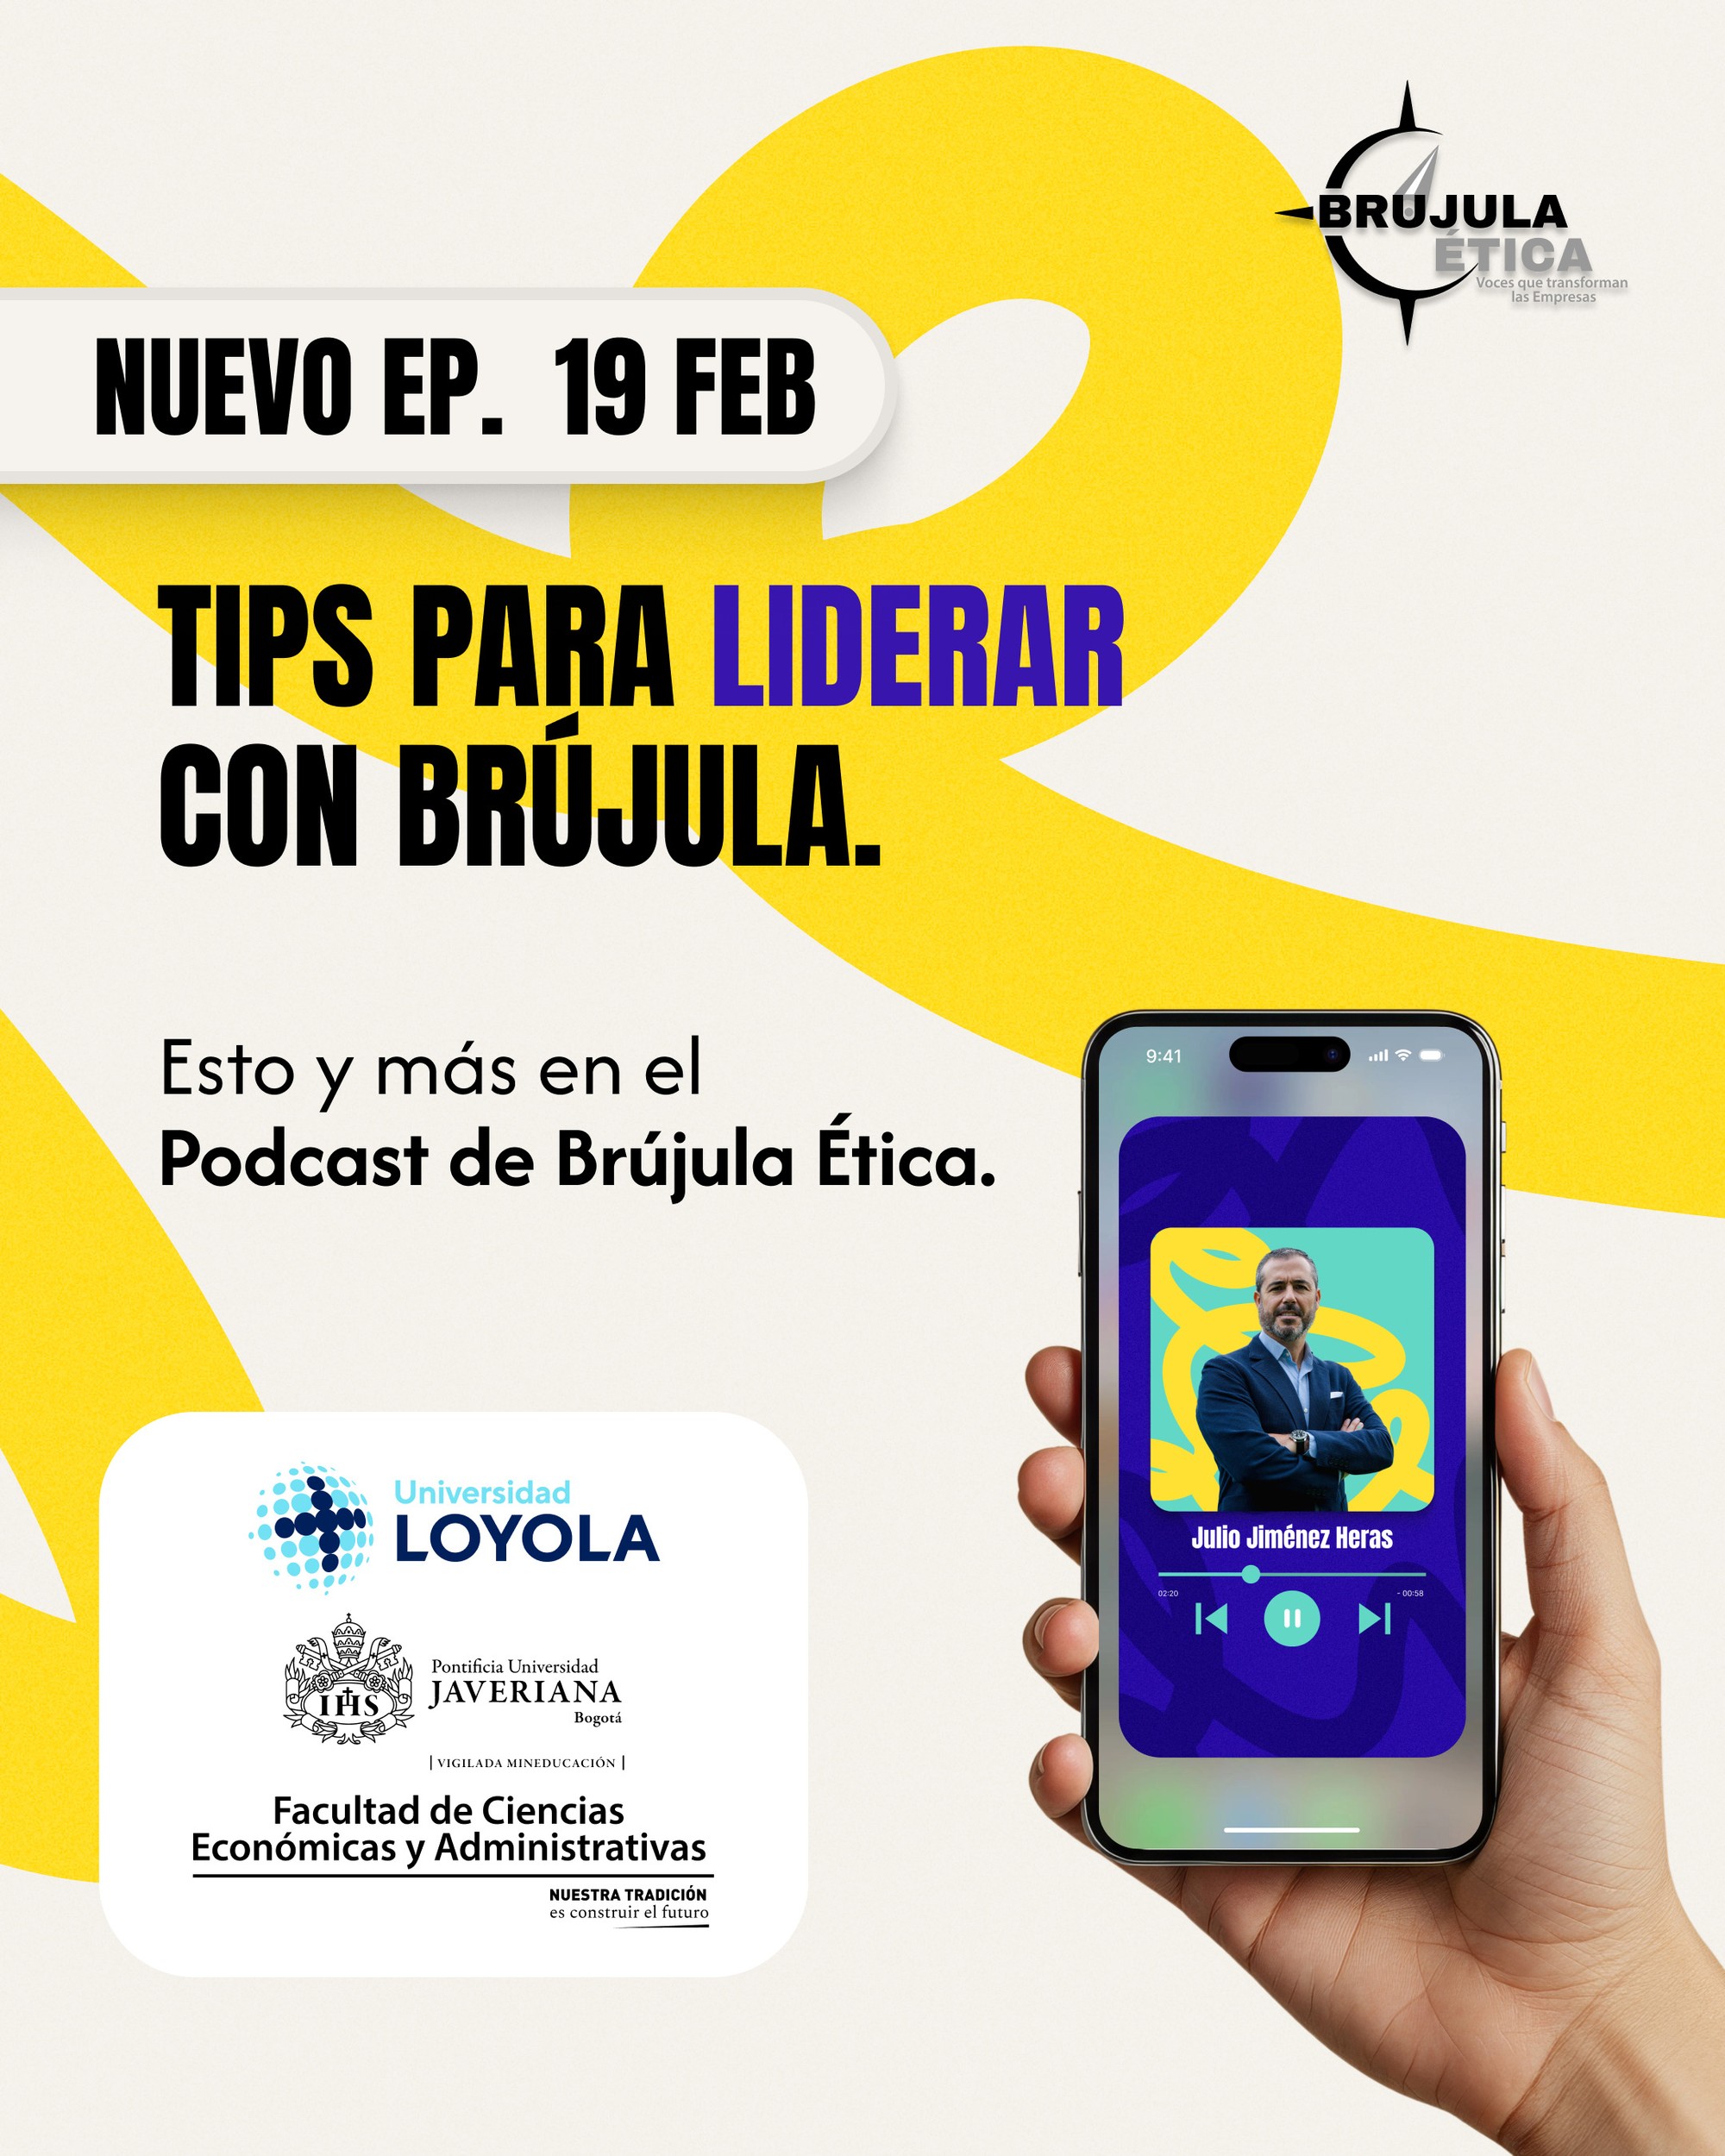 BRÚJULA
ÉTICA
Voces que transforman
las Empresas
NUEVO EP. 19 FEB
TIPS PARA LIDERAR
CON BRÚJULA.
Esto y más en el
Podcast de Brújula Ética.
9:41
Julio Jiménez Heras
02:20
- 00:58
Universidad
LOYOLA
IHS
Pontificia Universidad
JAVERIANA
Bogotá
| VIGILADA MINEDUCACIÓN |
Facultad de Ciencias
Económicas y Administrativas
NUESTRA TRADICIÓN
es construir el futuro